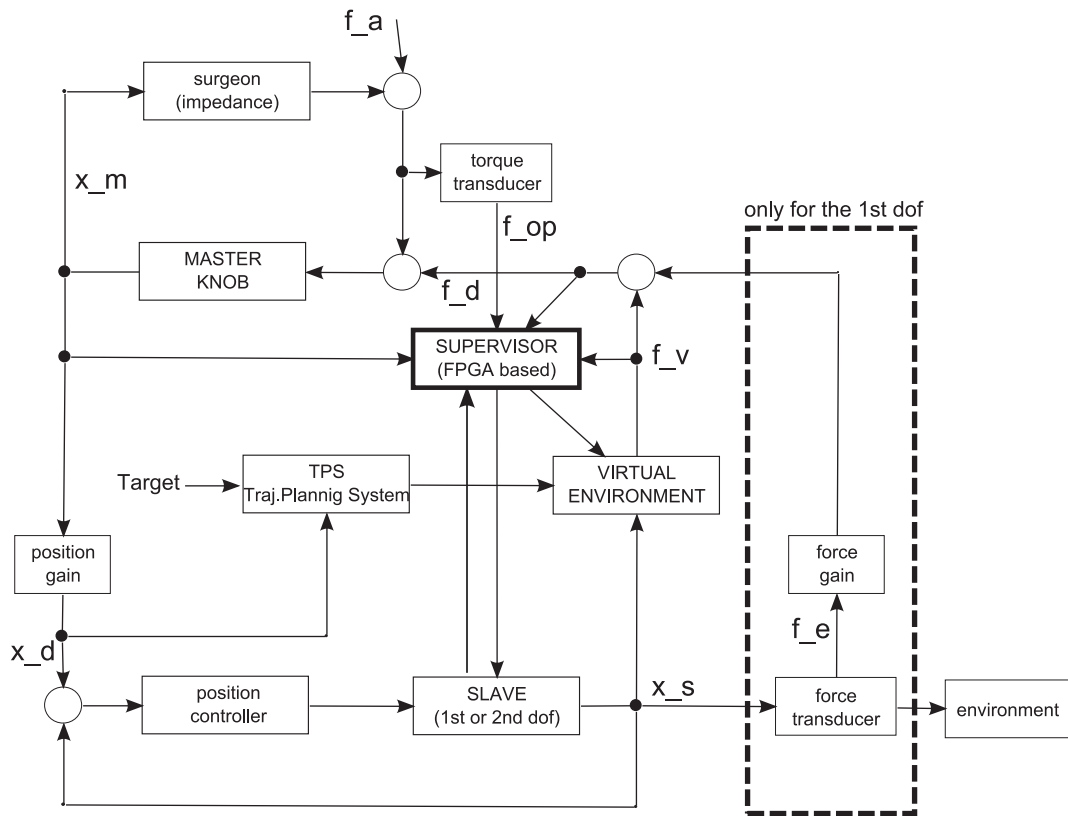 f_a
surgeon
(impedance)
torque
transducer
x_m
only for the 1st dof
f_op
MASTER
KNOB
f_d
SUPERVISOR
(FPGA based)
f_v
TPS
Traj.Plannig System
Target
VIRTUAL
ENVIRONMENT
position
gain
force
gain
f_e
x_d
position
controller
SLAVE
(1st or 2nd dof)
x_s
force
transducer
environment